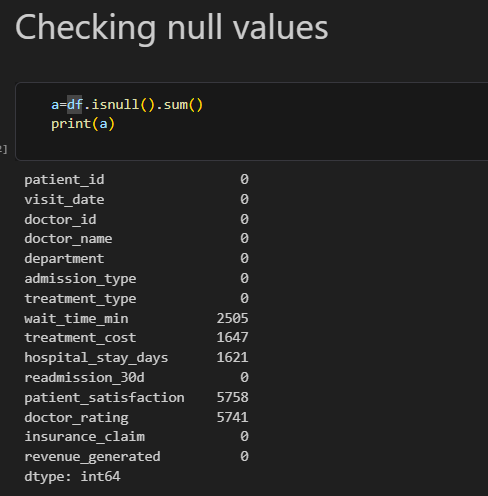 Checking null values
a=df.isnull().sum()
print(a)
2]
patient_id 0
visit_date 0
doctor_id 0
doctor_name 0
department 0
admission_type 0
treatment_type 0
wait_time_min 2505
treatment_cost 1647
hospital_stay_days 1621
readmission_30d 0
patient_satisfaction 5758
doctor_rating 5741
insurance_claim 0
revenue_generated 0
dtype: int64